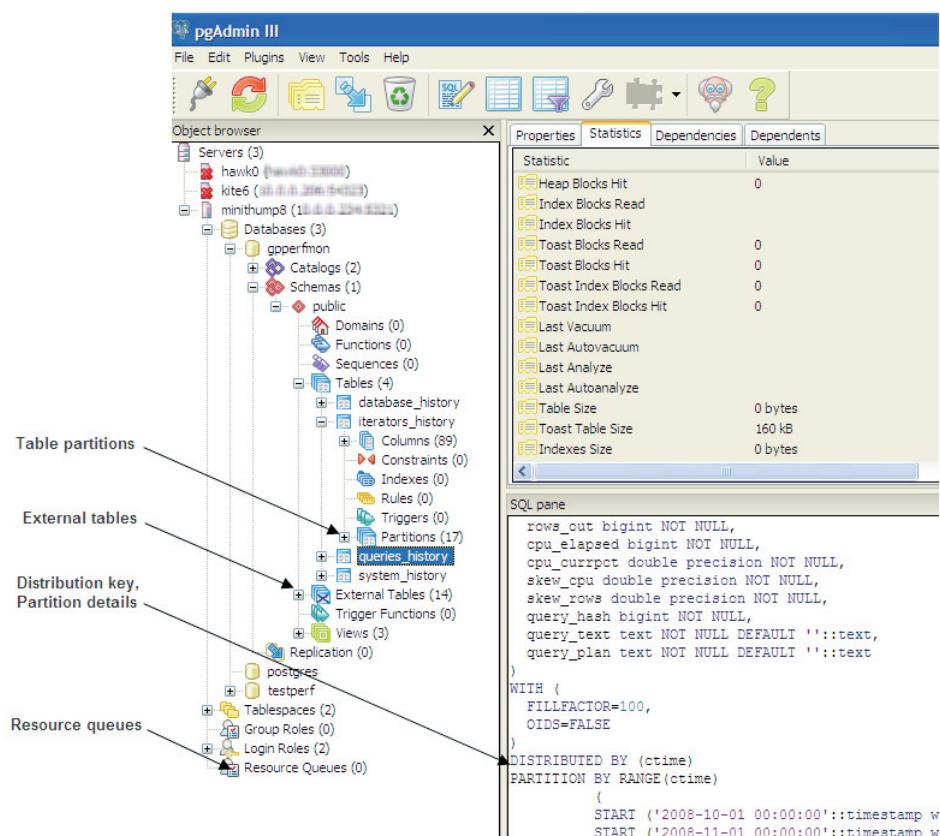 pgAdmin III
File Edit Plugins View Tools Help
Object browser
Servers (3)
hawk0
kite6
minithump8
Databases (3)
gpperfmon
Catalogs (2)
Schemas (1)
public
Domains (0)
Functions (0)
Sequences (0)
Tables (4)
database_history
iterators_history
Columns (89)
Constraints (0)
Indexes (0)
Rules (0)
Triggers (0)
Partitions (17)
queries_history
system_history
External Tables (14)
Trigger Functions (0)
Views (3)
Replication (0)
postgres
testperf
Tablespaces (2)
Group Roles (0)
Login Roles (2)
Resource Queues (0)
Table partitions
External tables
Distribution key,
Partition details
Resource queues
SQL
Properties Statistics Dependencies Dependents
Statistic Value
Heap Blocks Hit 0
Index Blocks Read
Index Blocks Hit
Toast Blocks Read 0
Toast Blocks Hit 0
Toast Index Blocks Read 0
Toast Index Blocks Hit 0
Last Vacuum
Last Autovacuum
Last Analyze
Last Autoanalyze
Table Size 0 bytes
Toast Table Size 160 kB
Indexes Size 0 bytes
SQL pane
rows_out bigint NOT NULL,
cpu_elapsed bigint NOT NULL,
cpu_currpct double precision NOT NULL,
skew_cpu double precision NOT NULL,
skew_rows double precision NOT NULL,
query_hash bigint NOT NULL,
query_text text NOT NULL DEFAULT ''::text,
query_plan text NOT NULL DEFAULT ''::text
)
WITH (
FILLFACTOR=100,
OIDS=FALSE
)
DISTRIBUTED BY (ctime)
PARTITION BY RANGE(ctime)
(
START ('2008-10-01 00:00:00'::timestamp w
START ('2008-11-01 00:00:00'::timestamp w